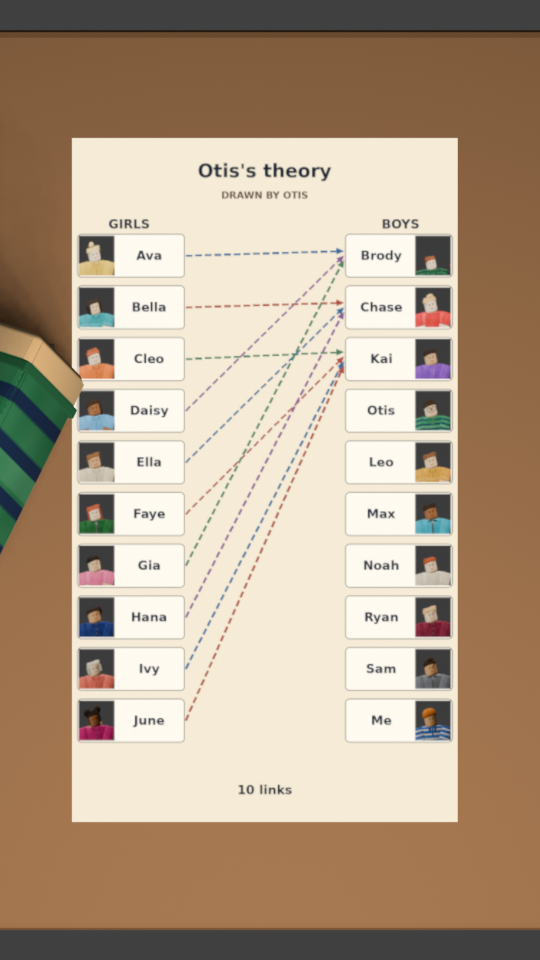 Otis's theory
DRAWN BY OTIS
GIRLS BOYS
Ava Brody
Bella Chase
Cleo Kai
Daisy Otis
Ella Leo
Faye Max
Gia Noah
Hana Ryan
Ivy Sam
June Me
10 links